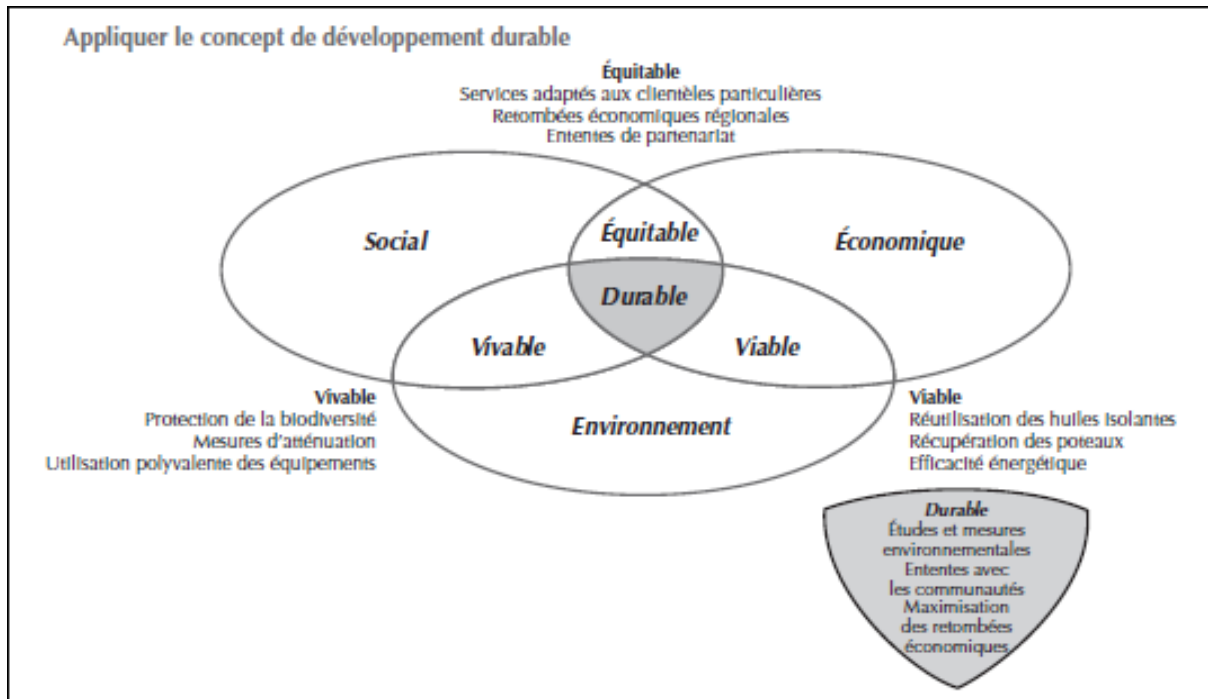 Appliquer le concept de développement durable
Équitable
Services adaptés aux clientèles particulières
Retombées économiques régionales
Ententes de partenariat
Social
Équitable
Économique
Durable
Vivable
Viable
Environnement
Vivable
Protection de la biodiversité
Mesures d'atténuation
Utilisation polyvalente des équipements
Viable
Réutilisation des huiles isolantes
Récupération des poteaux
Efficacité énergétique
Durable
Études et mesures
environnementales
Ententes avec
les communautés
Maximisation
des retombées
économiques